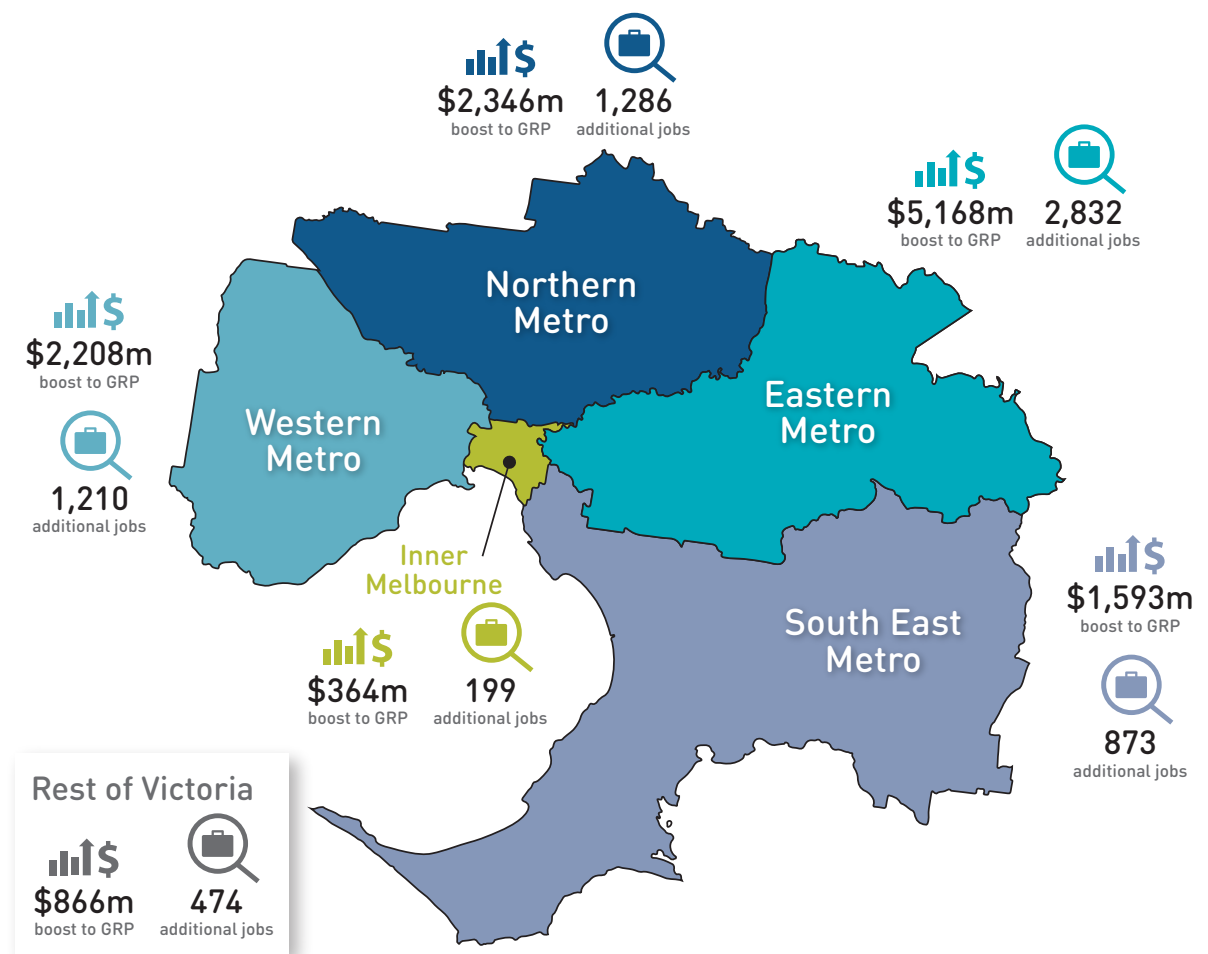 $2,346m 1,286
boost to GRP additional jobs
$5,168m 2,832
boost to GRP additional jobs
Northern
Metro
$2,208m
boost to GRP
1,210
additional jobs
Western
Metro
Eastern
Metro
Inner
Melbourne
$364m 199
boost to GRP additional jobs
South East
Metro
$1,593m
boost to GRP
873
additional jobs
Rest of Victoria
$866m 474
boost to GRP additional jobs